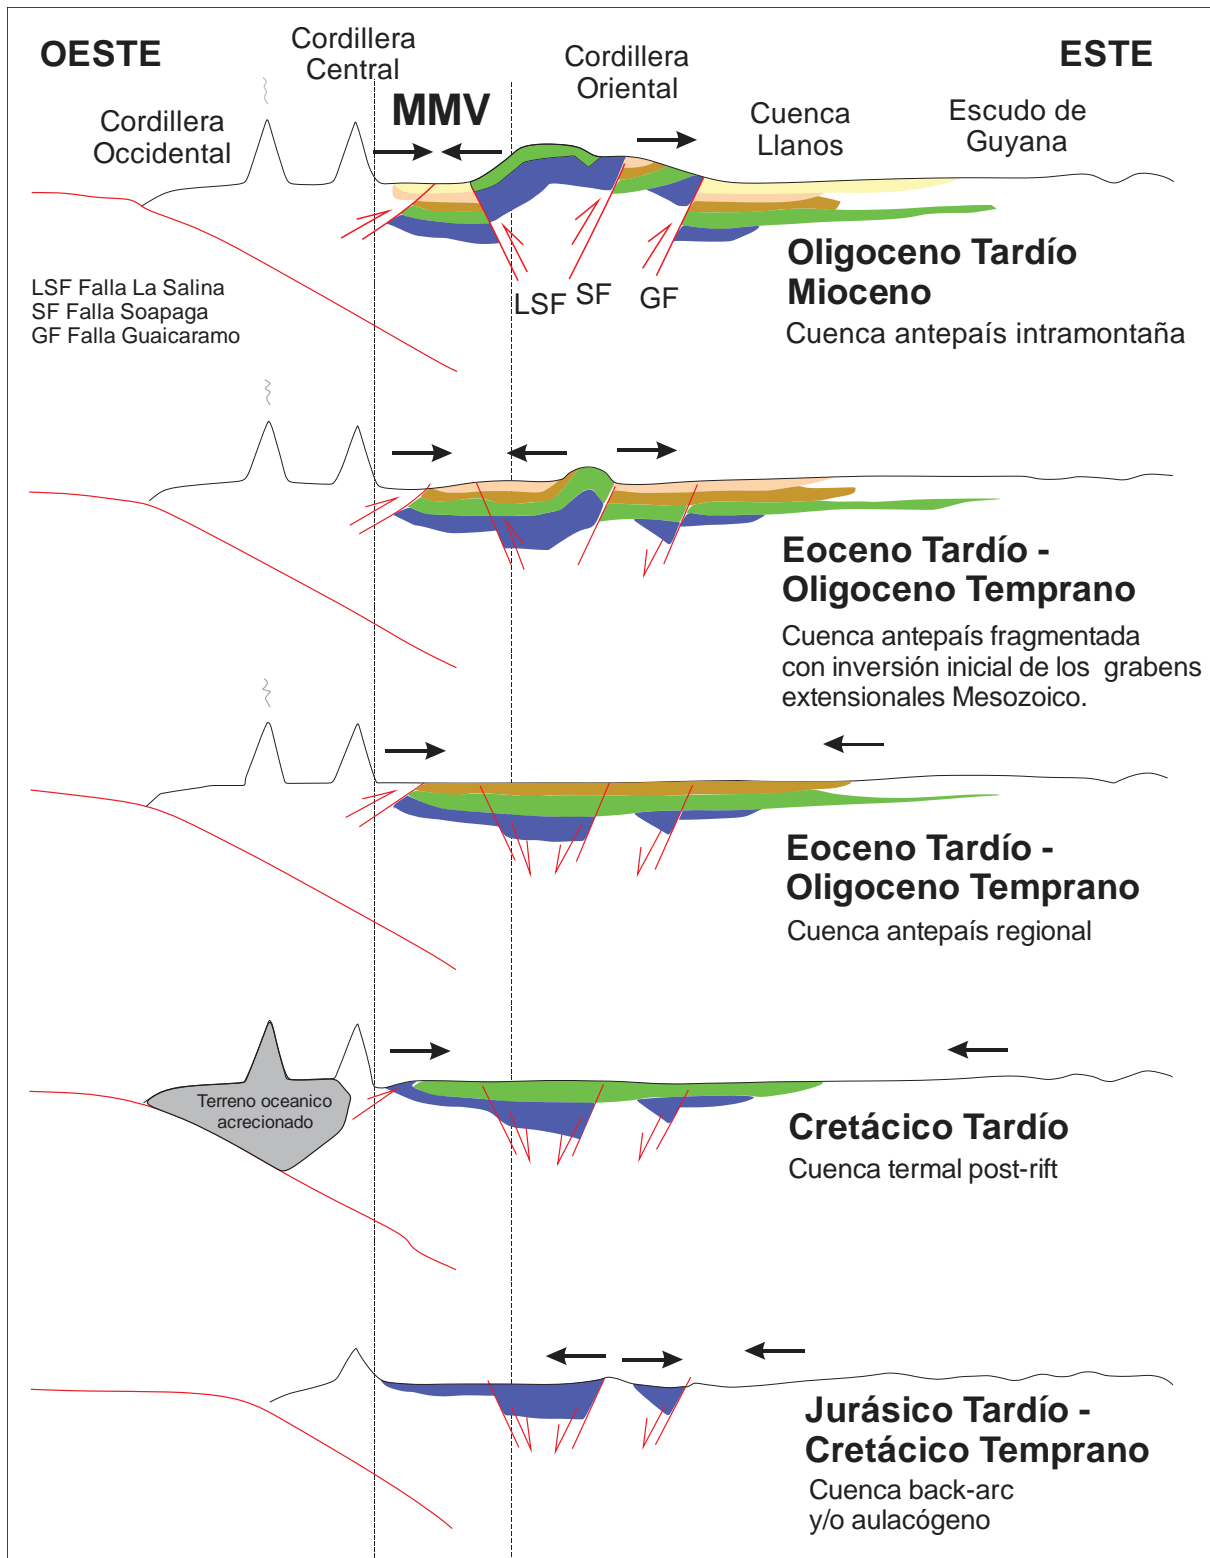 OESTE
Cordillera
Central
Cordillera
Oriental
ESTE
MMV
Cordillera
Occidental
Cuenca
Llanos
Escudo de
Guyana
LSF Falla La Salina
SF Falla Soapaga
GF Falla Guaicaramo
LSF
SF
GF
Oligoceno Tardío
Mioceno
Cuenca antepaís intramontaña
Eoceno Tardío -
Oligoceno Temprano
Cuenca antepaís fragmentada
con inversión inicial de los grabens
extensionales Mesozoico.
Eoceno Tardío -
Oligoceno Temprano
Cuenca antepaís regional
Terreno oceanico
acrecionado
Cretácico Tardío
Cuenca termal post-rift
Jurásico Tardío -
Cretácico Temprano
Cuenca back-arc
y/o aulacógeno